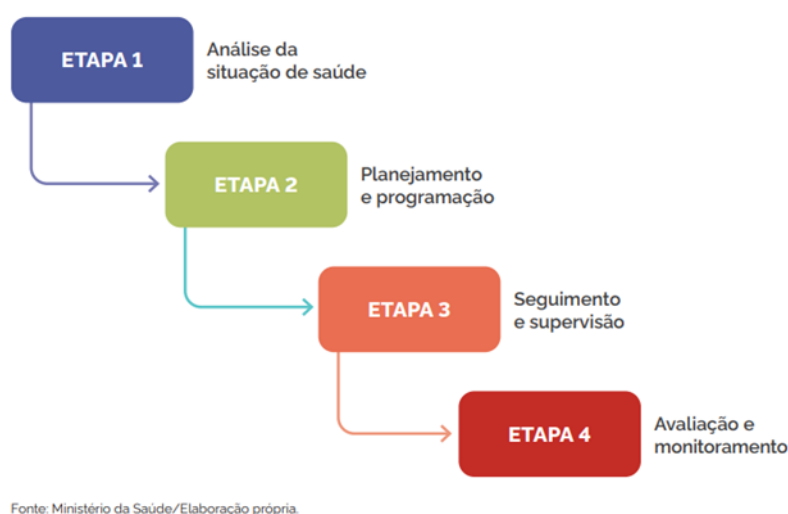 ETAPA 1
Análise da
situação de saúde
ETAPA 2
Planejamento
e programação
ETAPA 3
Seguimento
e supervisão
ETAPA 4
Avaliação e
monitoramento
Fonte: Ministério da Saúde/Elaboração própria.